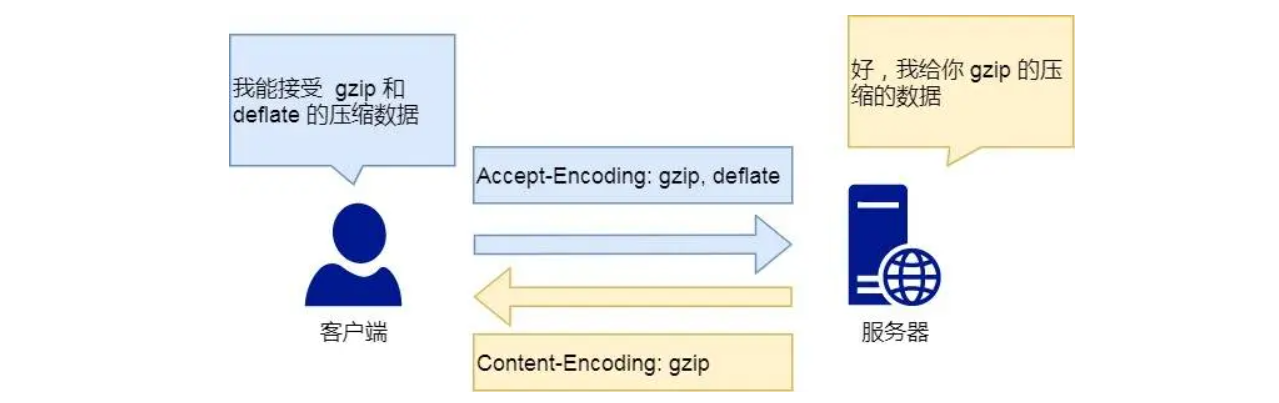 我能接受 gzip 和
deflate 的压缩数据
好，我给你 gzip 的压
缩的数据
Accept-Encoding: gzip, deflate
客户端
服务器
Content-Encoding: gzip